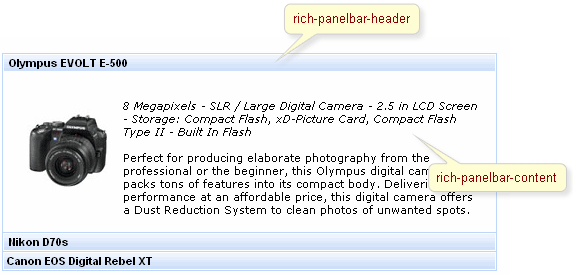 rich-panelbar-header
Olympus EVOLT E-500
8 Megapixels - SLR / Large Digital Camera - 2.5 in LCD Screen
- Storage: Compact Flash, xD-Picture Card, Compact Flash
Type II - Built In Flash
Perfect for producing elaborate photography from the
professional or the beginner, this Olympus digital
packs tons of features into its compact body.
rich-panelbar-content
performance at an affordable price, this digital camera offers
a Dust Reduction System to clean photos of unwanted spots.
Nikon D70s
Canon EOS Digital Rebel XT